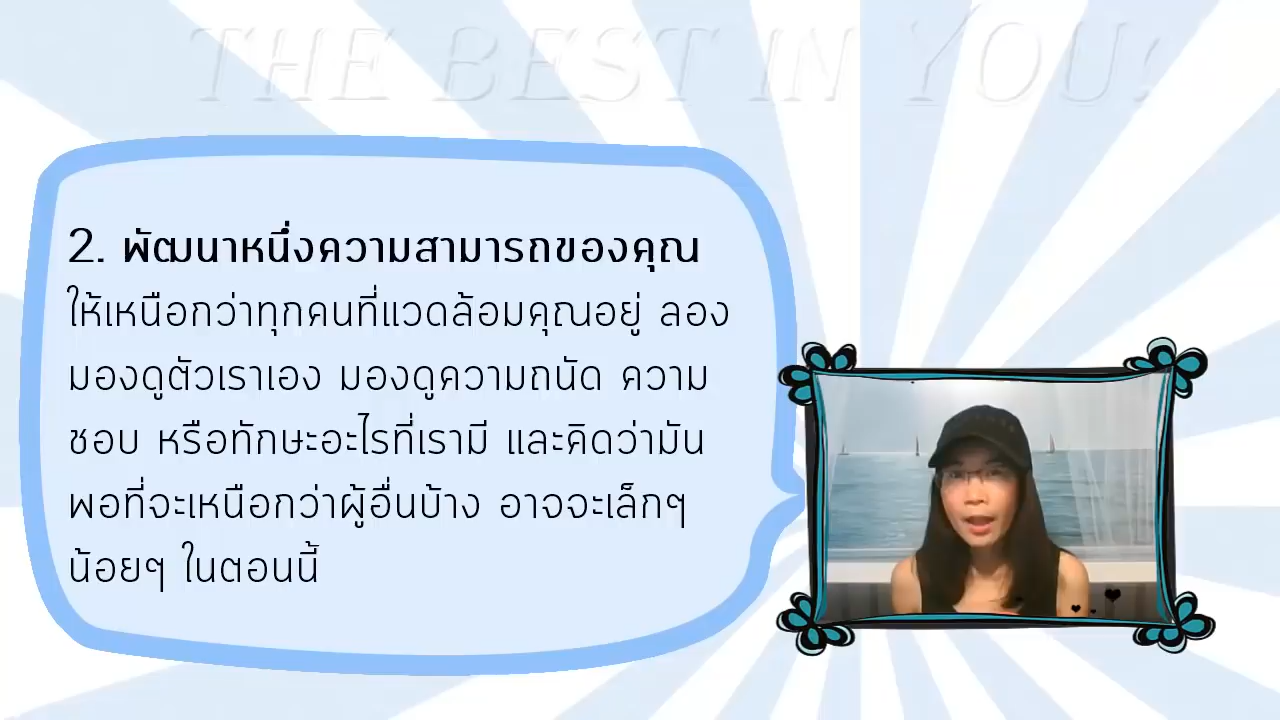 THE BEST IN YOU!
2. พัฒนาหนึ่งความสามารถของคุณ
ให้เหนือกว่าทุกคนที่แวดล้อมคุณอยู่ ลอง
มองดูตัวเราเอง มองดูความถนัด ความ
ชอบ หรือทักษะอะไรที่เรามี และคิดว่ามัน
พอที่จะเหนือกว่าผู้อื่นบ้าง อาจจะเล็กๆ
น้อยๆ ในตอนนี้